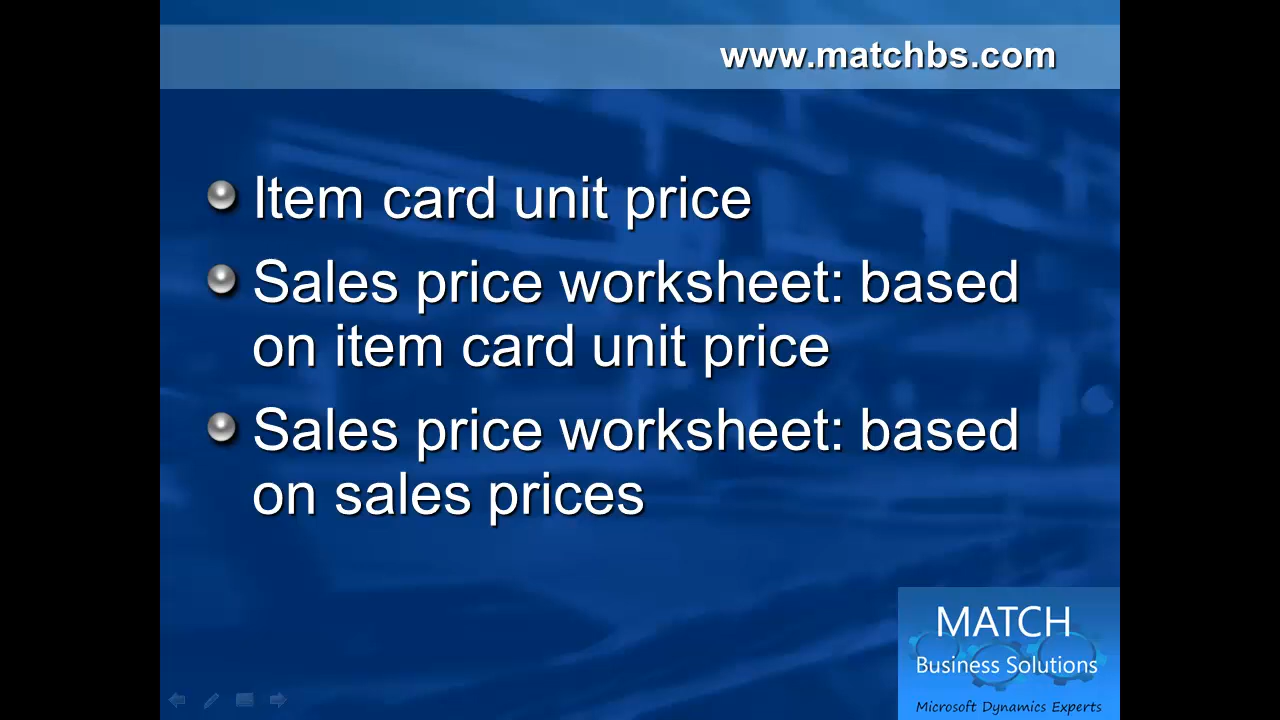 www.matchbs.com
Item card unit price
Sales price worksheet: based
on item card unit price
Sales price worksheet: based
on sales prices
MATCH
Business Solutions
Microsoft Dynamics Experts